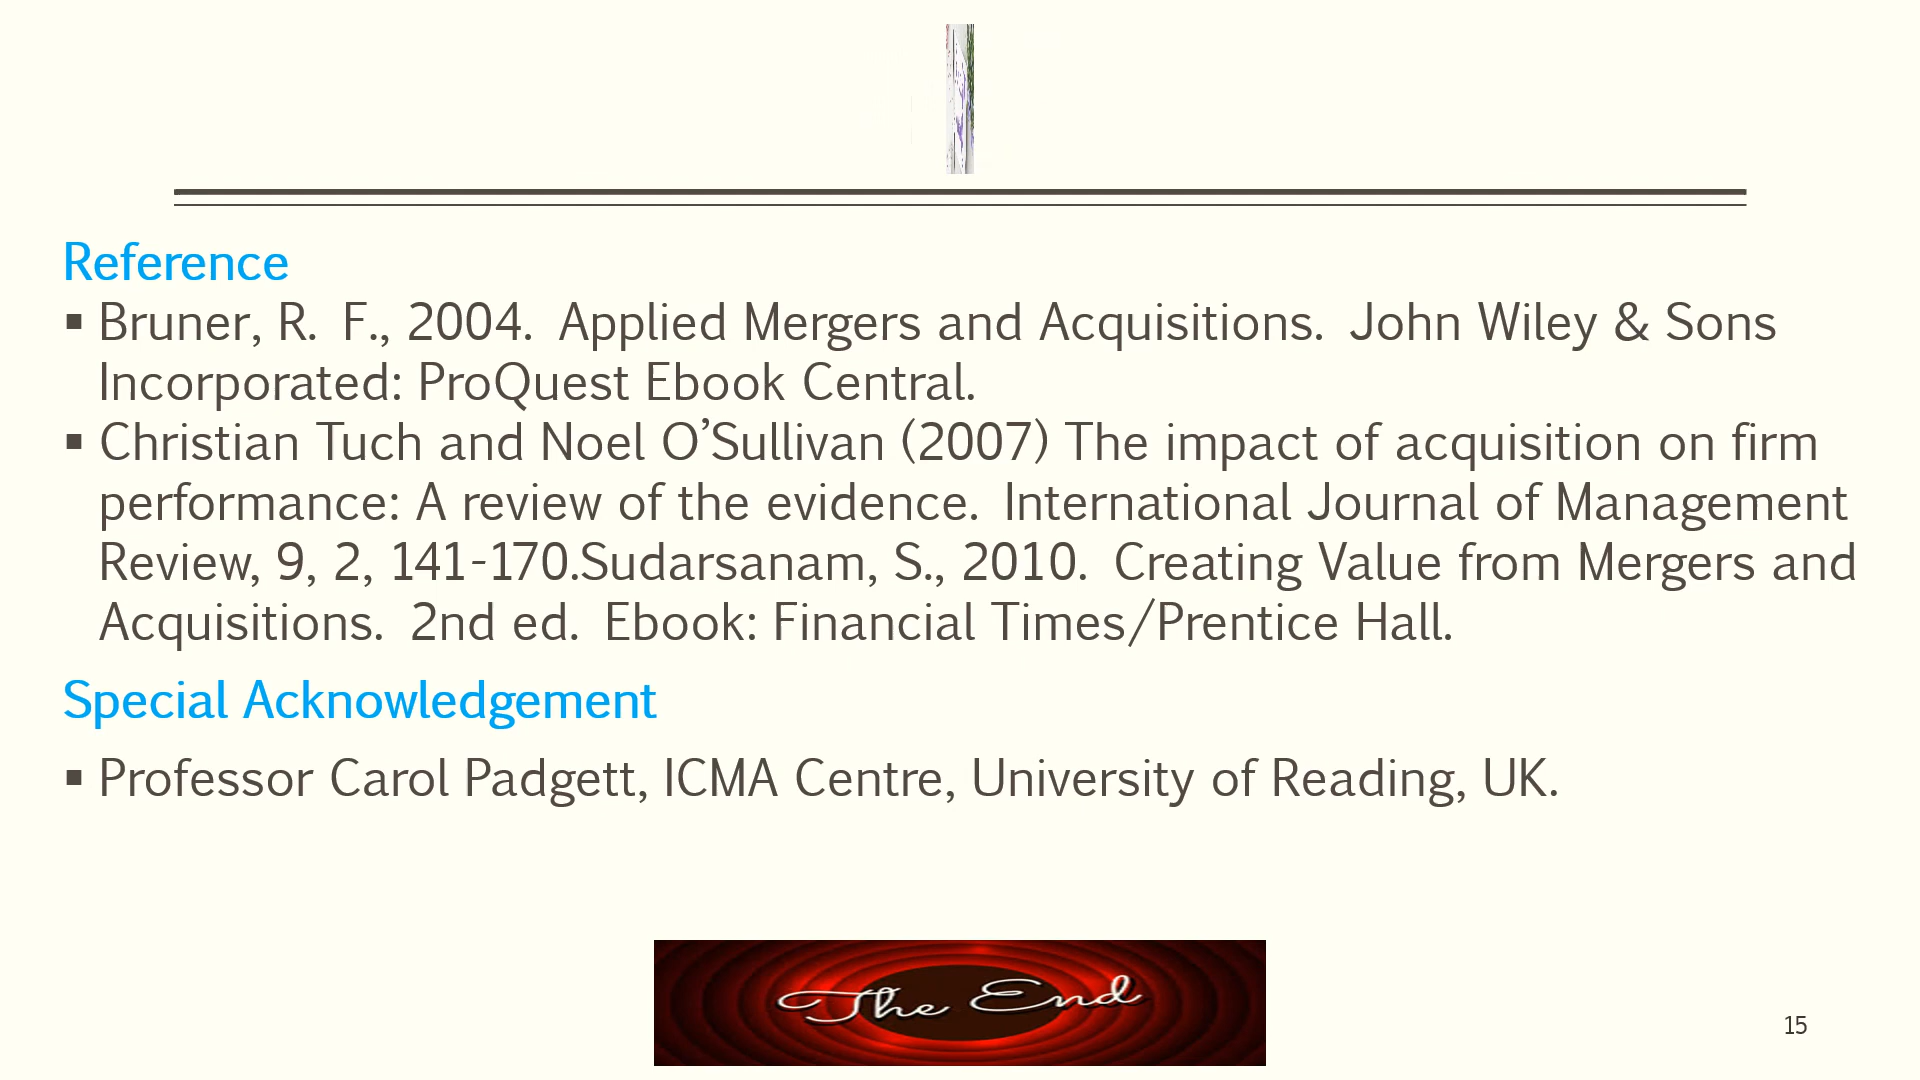 Reference
▪ Bruner, R. F., 2004. Applied Mergers and Acquisitions. John Wiley & Sons
Incorporated: ProQuest Ebook Central.
▪ Christian Tuch and Noel O’Sullivan (2007) The impact of acquisition on firm
performance: A review of the evidence. International Journal of Management
Review, 9, 2, 141-170.Sudarsanam, S., 2010. Creating Value from Mergers and
Acquisitions. 2nd ed. Ebook: Financial Times/Prentice Hall.
Special Acknowledgement
▪ Professor Carol Padgett, ICMA Centre, University of Reading, UK.
The End
15